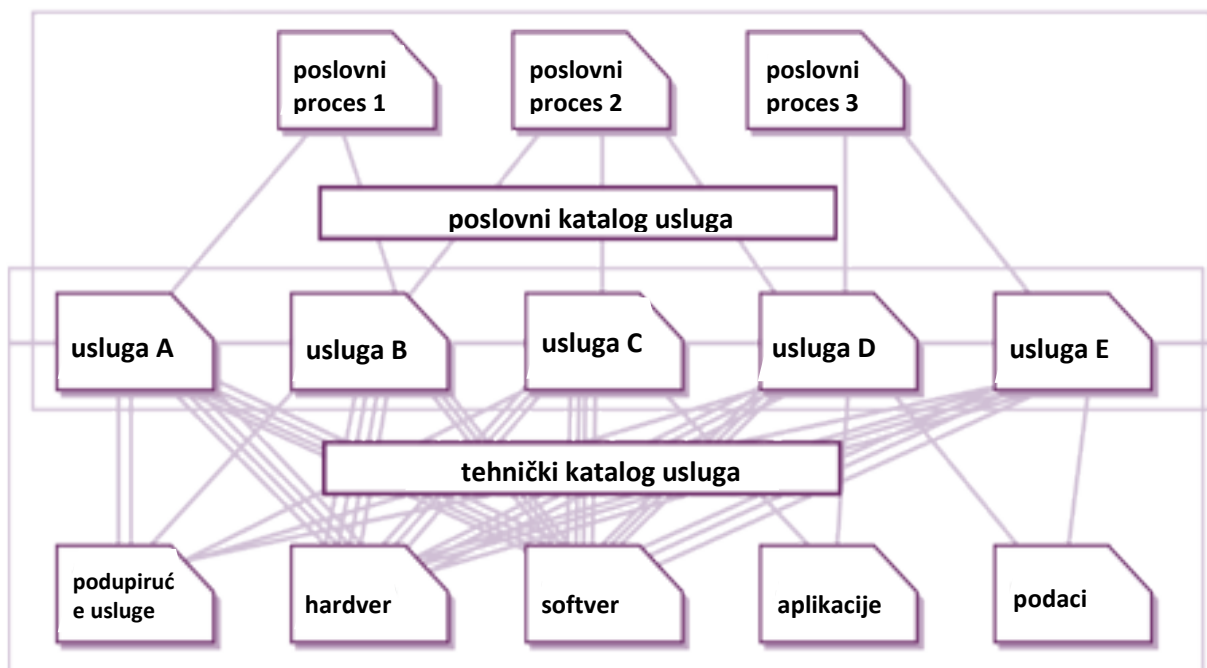 poslovni
proces 1
poslovni
proces 2
poslovni
proces 3
poslovni katalog usluga
usluga A
usluga B
usluga C
usluga D
usluga E
tehnički katalog usluga
podupiruć
e usluge
hardver
softver
aplikacije
podaci